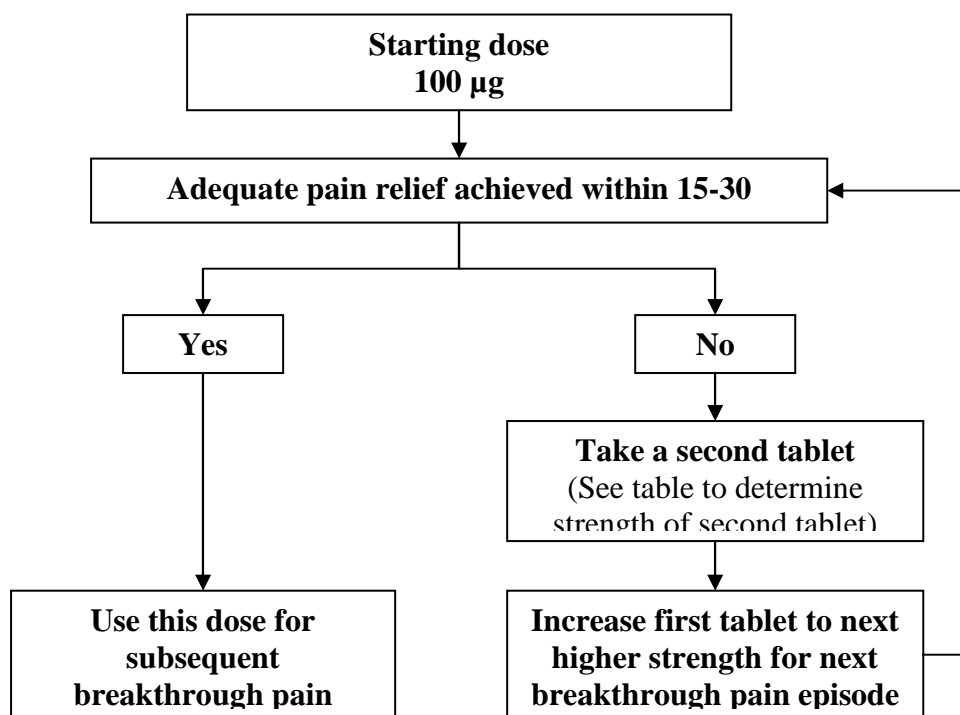 Starting dose
100 µg
Adequate pain relief achieved within 15-30
Yes
No
Take a second tablet
(See table to determine
strength of second tablet)
Use this dose for
subsequent
breakthrough pain
Increase first tablet to next
higher strength for next
breakthrough pain episode